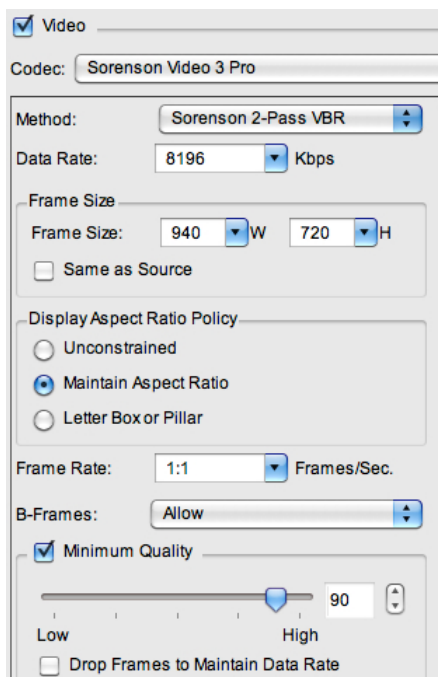 Video
Codec: Sorenson Video 3 Pro
Method: Sorenson 2-Pass VBR
Data Rate: 8196 Kbps
Frame Size
Frame Size: 940 W 720 H
Same as Source
Display Aspect Ratio Policy
Unconstrained
Maintain Aspect Ratio
Letter Box or Pillar
Frame Rate: 1:1 Frames/Sec.
B-Frames: Allow
Minimum Quality
90
Low High
Drop Frames to Maintain Data Rate